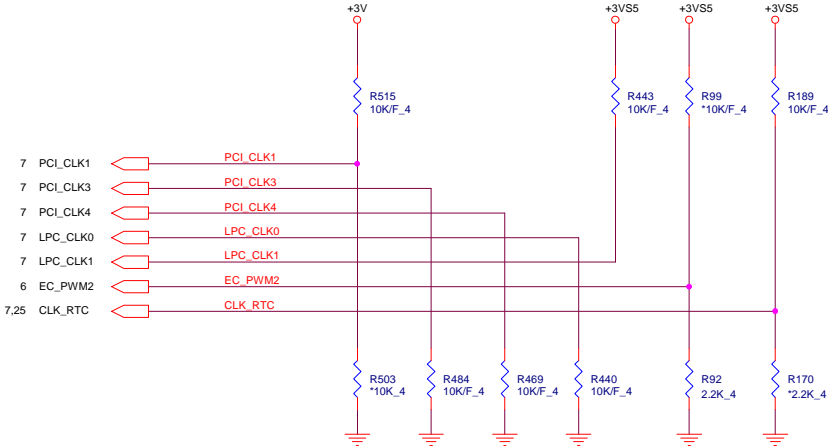 +3V +3VS5 +3VS5 +3VS5
R515
10K/F_4
R443
10K/F_4
R99
*10K/F_4
R189
10K/F_4
7 PCI_CLK1 PCI_CLK1
7 PCI_CLK3 PCI_CLK3
7 PCI_CLK4 PCI_CLK4
7 LPC_CLK0 LPC_CLK0
7 LPC_CLK1 LPC_CLK1
6 EC_PWM2 EC_PWM2
7,25 CLK_RTC CLK_RTC
R503
*10K_4
R484
10K/F_4
R469
10K/F_4
R440
10K/F_4
R92
2.2K_4
R170
*2.2K_4